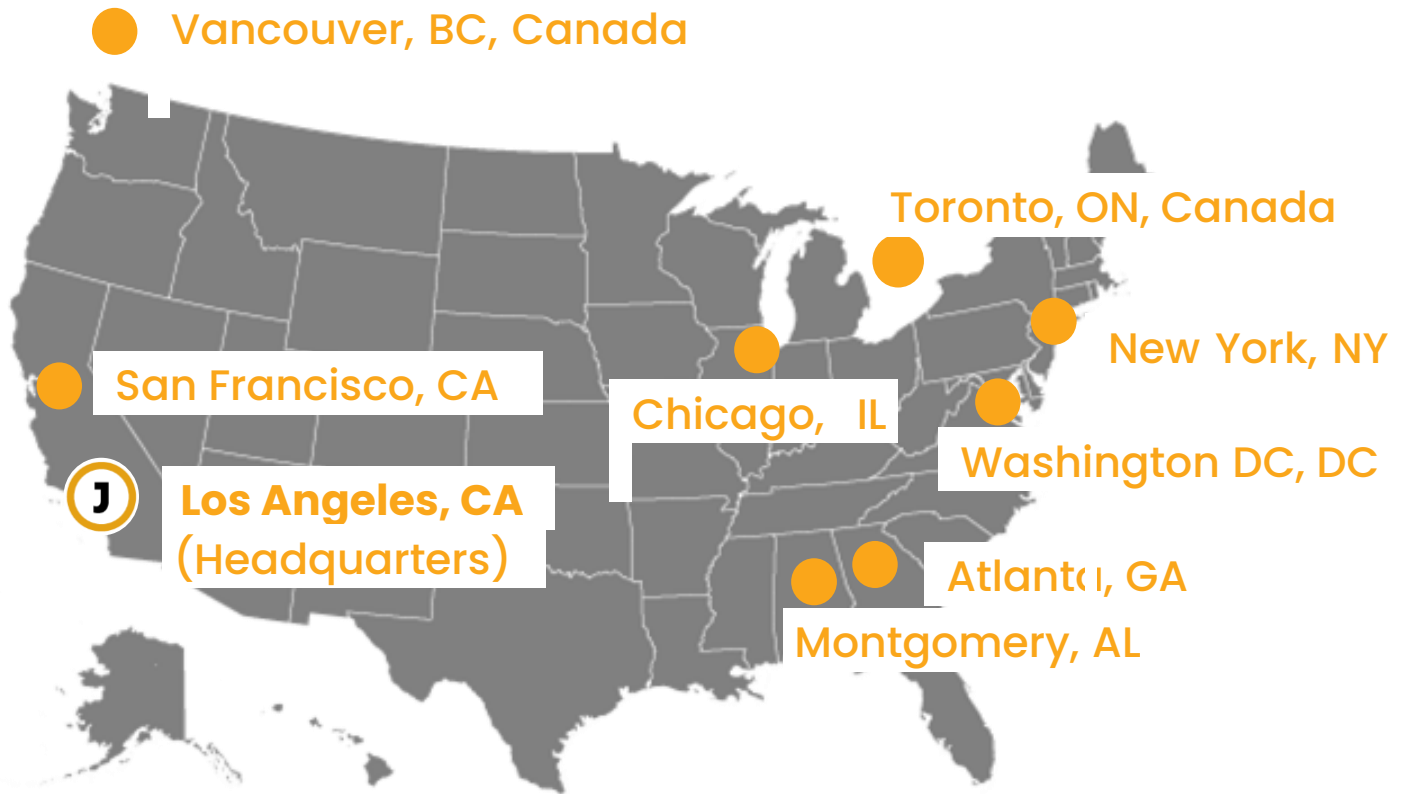 Vancouver, BC, Canada
Toronto, ON, Canada
New York, NY
San Francisco, CA
Chicago, IL
Washington DC, DC
J
Los Angeles, CA
(Headquarters)
Atlanta, GA
Montgomery, AL